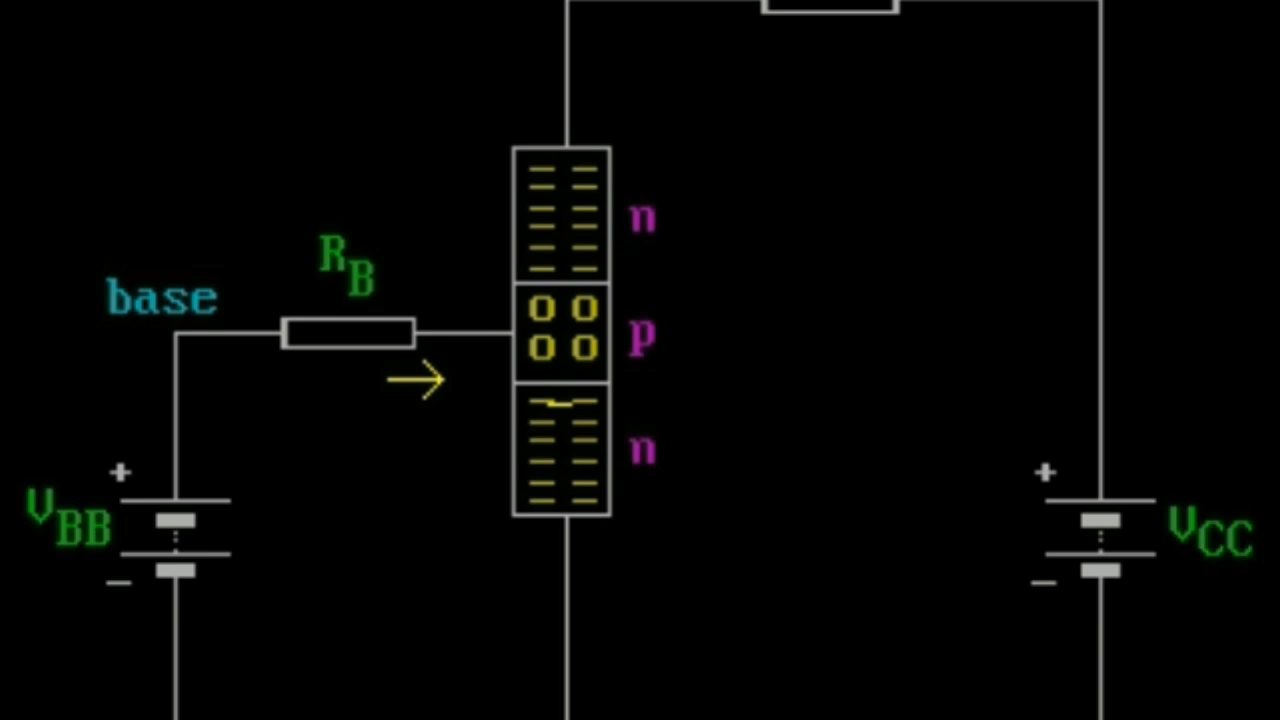 n
R_B
base
p
n
+
+
V_BB
V_CC
−
−